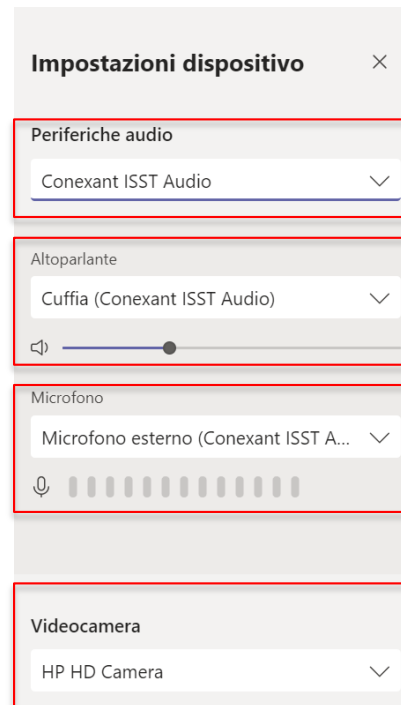 Impostazioni dispositivo
Periferiche audio
Conexant ISST Audio
Altoparlante
Cuffia (Conexant ISST Audio)
Microfono
Microfono esterno (Conexant ISST A...
Videocamera
HP HD Camera